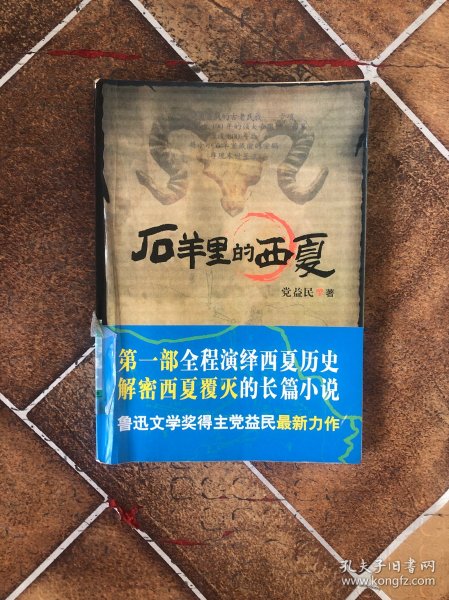 石羊里的西夏
党益民 著
第一部全程演绎西夏历史
解密西夏覆灭的长篇小说
鲁迅文学奖得主党益民最新力作
孔夫子旧书网
www.kongfz.com